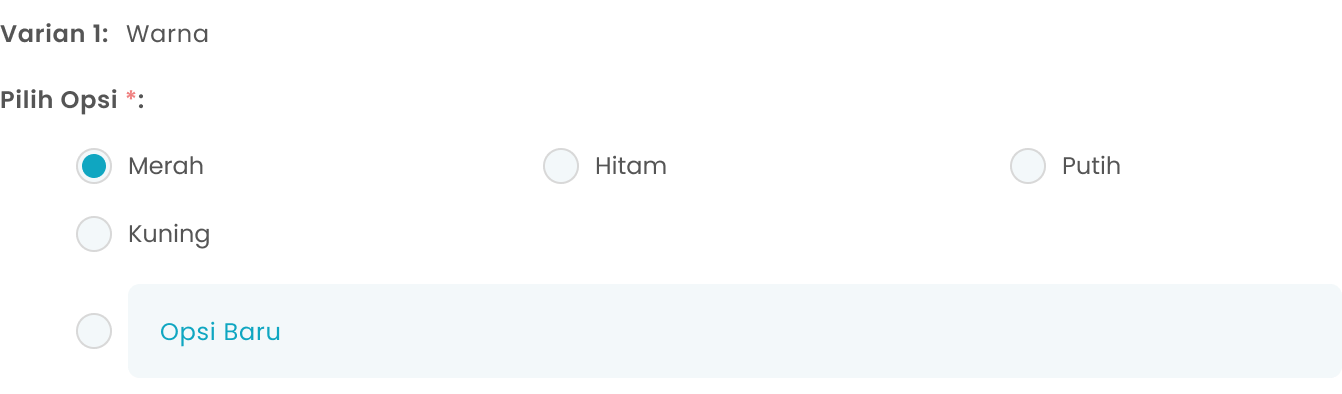 Varian 1: Warna
Pilih Opsi *:
Merah Hitam Putih
Kuning
Opsi Baru